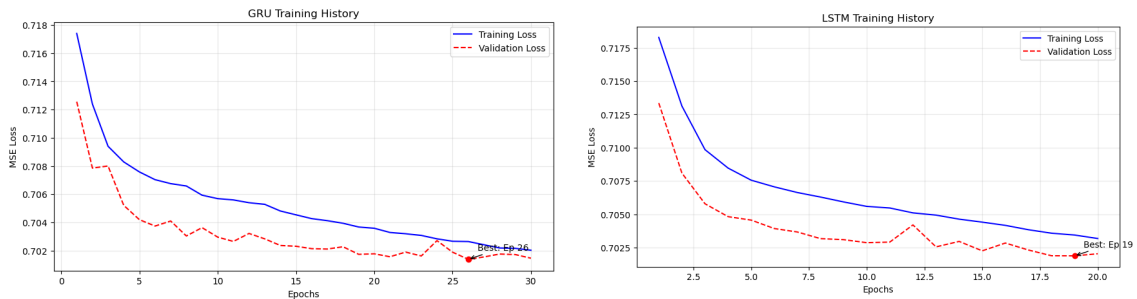 GRU Training History
0.718
0.716
0.714
0.712
0.710
0.708
0.706
0.704
0.702
MSE Loss
Training Loss
Validation Loss
Best: Ep 26
0
5
10
15
20
25
30
Epochs
LSTM Training History
0.7175
0.7150
0.7125
0.7100
0.7075
0.7050
0.7025
MSE Loss
Training Loss
Validation Loss
Best: Ep 19
2.5
5.0
7.5
10.0
12.5
15.0
17.5
20.0
Epochs